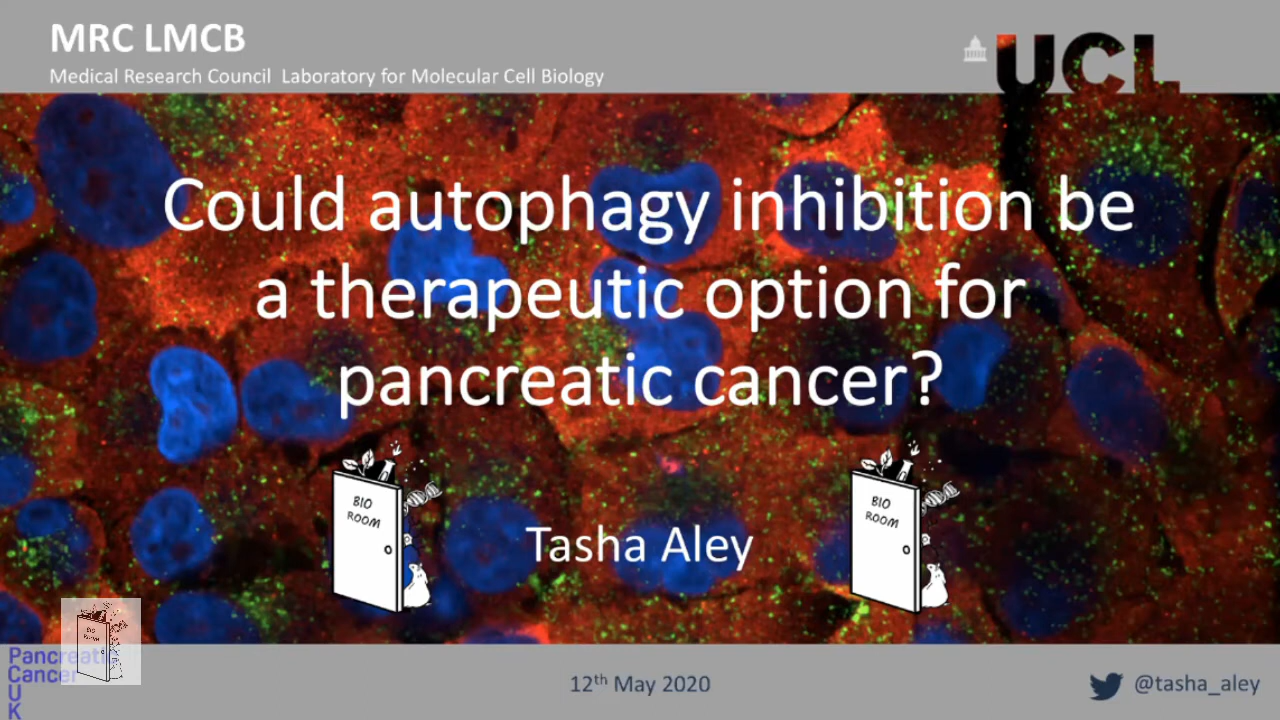 MRC LMCB
Medical Research Council Laboratory for Molecular Cell Biology
UCL
Could autophagy inhibition be
a therapeutic option for
pancreatic cancer?
BIO
ROOM
BIO
ROOM
Tasha Aley
Pancreatic
Cancer
U
K
12th May 2020
@tasha_aley